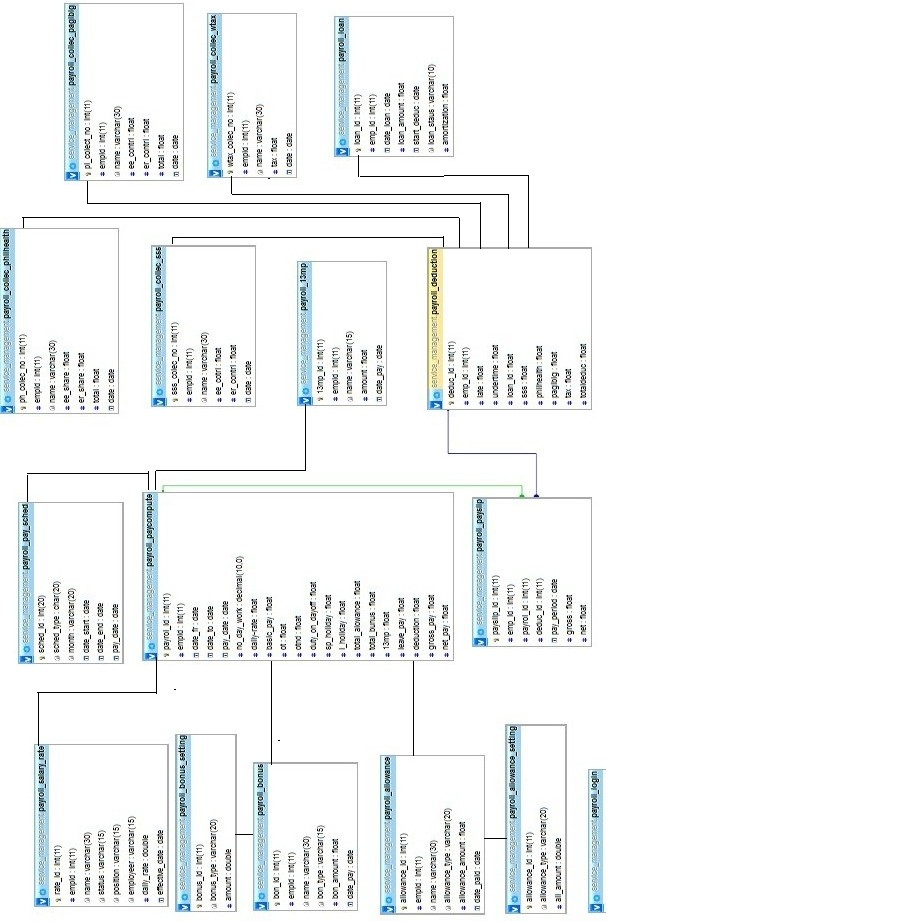 service_management payroll_collec_pagibig
pi_colect_no : int(11)
empid : int(11)
name : varchar(30)
ee_contri : float
er_contri : float
total : float
date : date
service_management payroll_collec_wtax
wtax_colec_no : int(11)
empid : int(11)
name : varchar(30)
tax : float
date : date
service_management payroll_loan
loan_id : int(11)
emp_id : int(11)
date_loan : date
loan_amount : float
start_deduc : date
loan_staus : varchar(10)
amortization : float
service_management payroll_collec_philhealth
ph_colec_no : int(11)
empid : int(11)
name : varchar(30)
ee_share : float
er_share : float
total : float
date : date
service_management payroll_collec_sss
sss_colec_no : int(11)
empid : int(11)
name : varchar(30)
ee_cotri : float
er_contri : float
date : date
service_management payroll_13mp
13mp_id : int(11)
empid : int(11)
name : varchar(15)
amount : float
date_pay : date
service_management payroll_deduction
deduc_id : int(11)
emp_id : int(11)
late : float
undertime : float
loan_id : float
sss : float
philhealth : float
pagibig : float
tax : float
totaldeduc : float
service_management payroll_pay_sched
sched_id : int(20)
sched_type : char(20)
month : varchar(20)
date_start : date
date_end : date
pay_date : date
service_management payroll_paycompute
payrol_id : int(11)
empid : int(11)
date_fr : date
date_to : date
pay_date : date
no_day_work : decimal(10,0)
daily-rate : float
basic_pay : float
ot : float
otnd : float
duty_on_dayoff : float
sp_holiday : float
l_holiday : float
total_alowance : float
total_bunus : float
13mp : float
leave_pay : float
deduction : float
gross_pay : float
net_pay : float
service_management payroll_payslip
payslip_id : int(11)
emp_id : int(11)
payrol_id : int(11)
deduc_id : int(11)
pay_period : date
gross : float
net : float
service_management payroll_salary_rate
rate_id : int(11)
empid : int(11)
name : varchar(30)
status : varchar(15)
position : varchar(15)
employeer : varchar(15)
daily_rate : double
effective_date : date
service_management payroll_bonus_setting
bonus_id : int(11)
bonus_type : varchar(20)
amount : double
service_management payroll_bonus
bon_id : int(11)
empid : int(11)
name : varchar(30)
bon_type : varchar(15)
bon_amount : float
date_pay : date
service_management payroll_allowance
allowance_id : int(11)
empid : int(11)
name : varchar(30)
allowance_type : varchar(20)
allowance_amount : float
date_paid : date
service_management payroll_allowance_setting
allowance_id : int(11)
allowance_type : varchar(20)
all_amount : double
service_management payroll_login